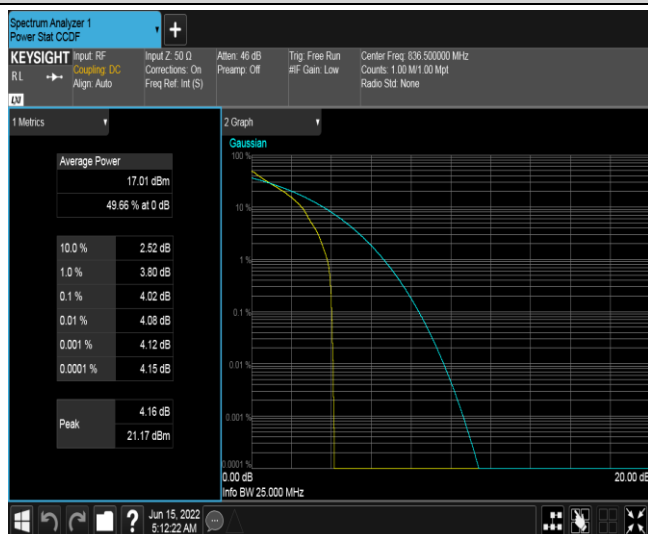 Spectrum Analyzer 1
Power Stat CCDF
+
KEYSIGHT
RL
LXI
Input: RF
Coupling: DC
Align: Auto
Input Z: 50 Ω
Corrections: On
Freq Ref: Int (S)
Atten: 46 dB
Preamp: Off
Trig: Free Run
#IF Gain: Low
Center Freq: 836.500000 MHz
Counts: 1.00 M/1.00 Mpt
Radio Std: None
1 Metrics
Average Power
17.01 dBm
49.66 % at 0 dB
10.0 % 2.52 dB
1.0 % 3.80 dB
0.1 % 4.02 dB
0.01 % 4.08 dB
0.001 % 4.12 dB
0.0001 % 4.15 dB
Peak
4.16 dB
21.17 dBm
2 Graph
Gaussian
100 %
10 %
1 %
0.1 %
0.01 %
0.001 %
0.0001 %
0.00 dB
20.00 dB
Info BW 25.000 MHz
?
Jun 15, 2022
5:12:22 AM